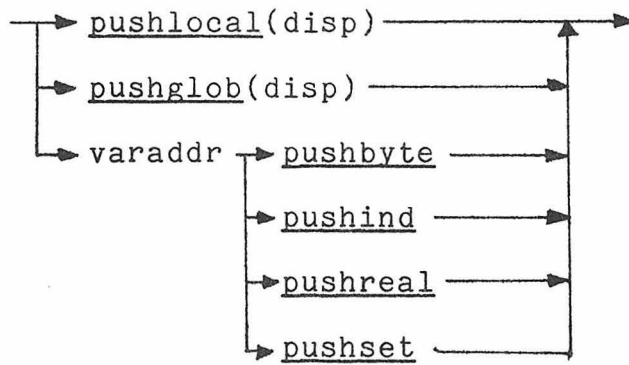 pushlocal(disp)
pushglob(disp)
varaddr pushbyte
pushind
pushreal
pushset